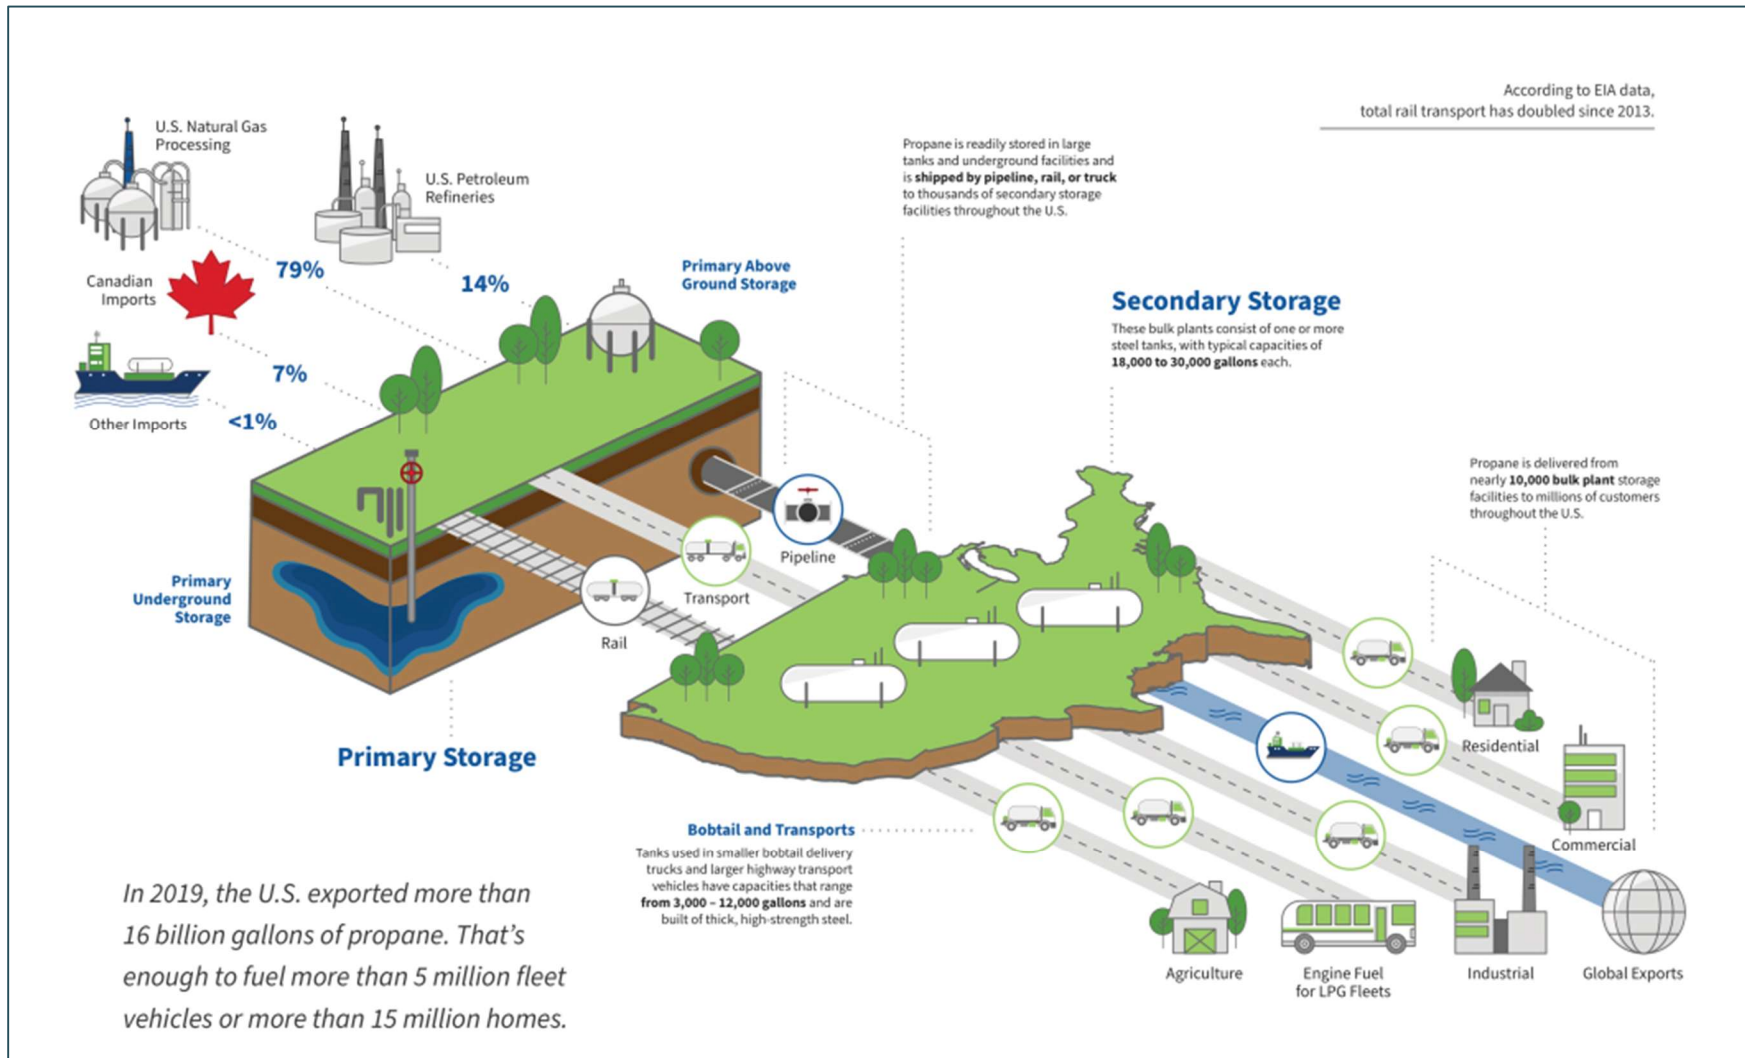 According to EIA data,
total rail transport has doubled since 2013.
U.S. Natural Gas
Processing
U.S. Petroleum
Refineries
Canadian
Imports
Other Imports
79%
14%
7%
<1%
Primary Above
Ground Storage
Propane is readily stored in large
tanks and underground facilities and
is shipped by pipeline, rail, or truck
to thousands of secondary storage
facilities throughout the U.S.
Secondary Storage
These bulk plants consist of one or more
steel tanks, with typical capacities of
18,000 to 30,000 gallons each.
Propane is delivered from
nearly 10,000 bulk plant storage
facilities to millions of customers
throughout the U.S.
Pipeline
Transport
Rail
Primary
Underground
Storage
Primary Storage
Residential
Commercial
Bobtail and Transports
Tanks used in smaller bobtail delivery
trucks and larger highway transport
vehicles have capacities that range
from 3,000 – 12,000 gallons and are
built of thick, high-strength steel.
Agriculture
Engine Fuel
for LPG Fleets
Industrial
Global Exports
In 2019, the U.S. exported more than
16 billion gallons of propane. That's
enough to fuel more than 5 million fleet
vehicles or more than 15 million homes.